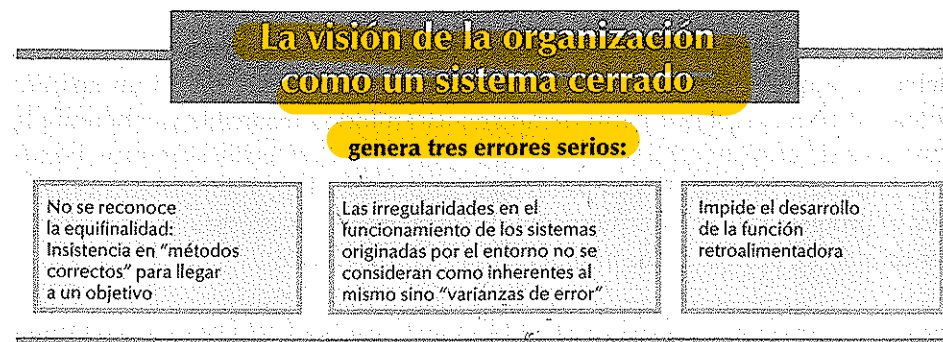 La visión de la organización
como un sistema cerrado
genera tres errores serios:
No se reconoce
la equifinalidad:
Insistencia en "métodos
correctos" para llegar
a un objetivo
Las irregularidades en el
funcionamiento de los sistemas
originadas por el entorno no se
consideran como inherentes al
mismo sino "varianzas de error"
Impide el desarrollo
de la función
retroalimentadora